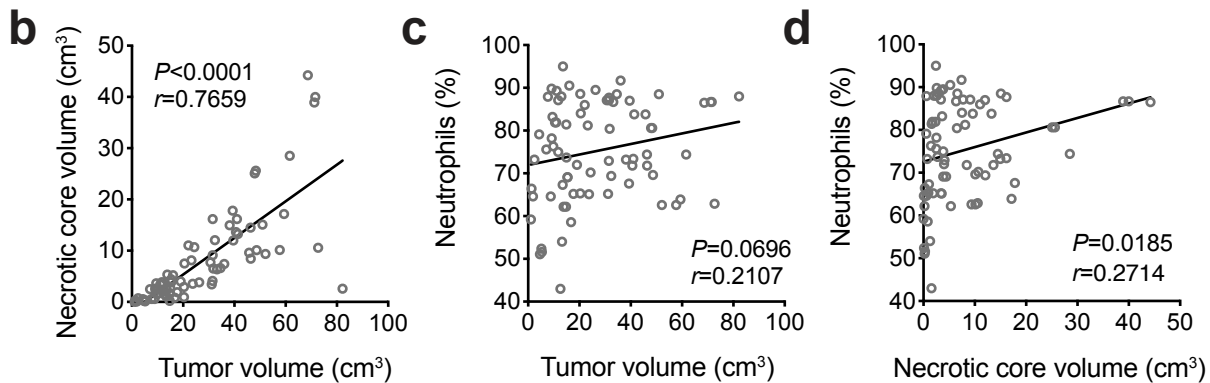 b
Necrotic core volume (cm³)
50
40
30
20
10
0
P<0.0001
r=0.7659
0 20 40 60 80 100
Tumor volume (cm³)
c
Neutrophils (%)
100
90
80
70
60
50
40
P=0.0696
r=0.2107
0 20 40 60 80 100
Tumor volume (cm³)
d
Neutrophils (%)
100
90
80
70
60
50
40
P=0.0185
r=0.2714
0 10 20 30 40 50
Necrotic core volume (cm³)